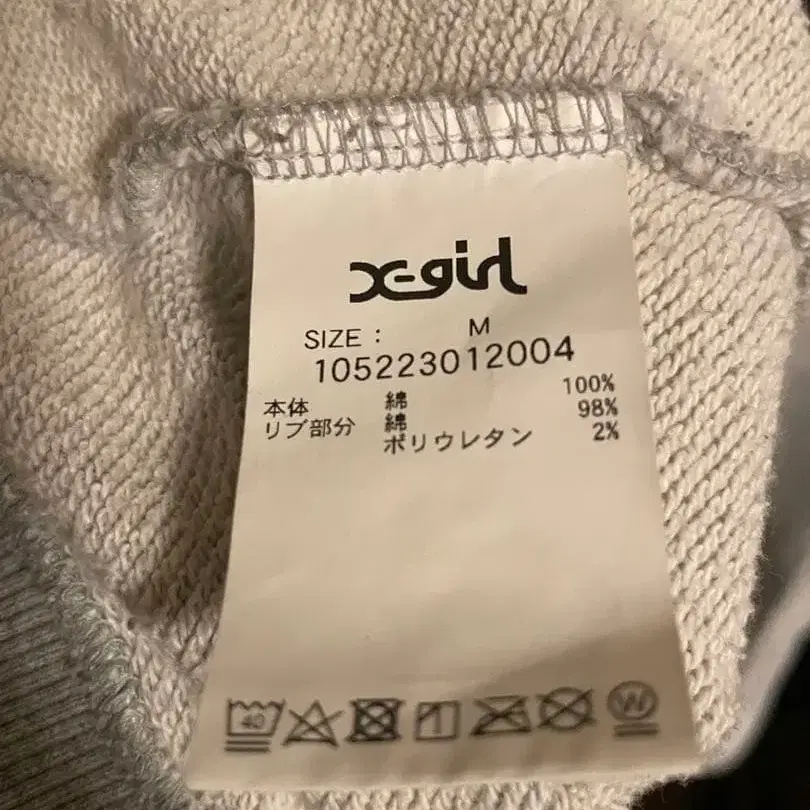 X-girl
SIZE : M
105223012004
本体 綿 100%
リブ部分 綿 98%
ポリウレタン 2%
40 W